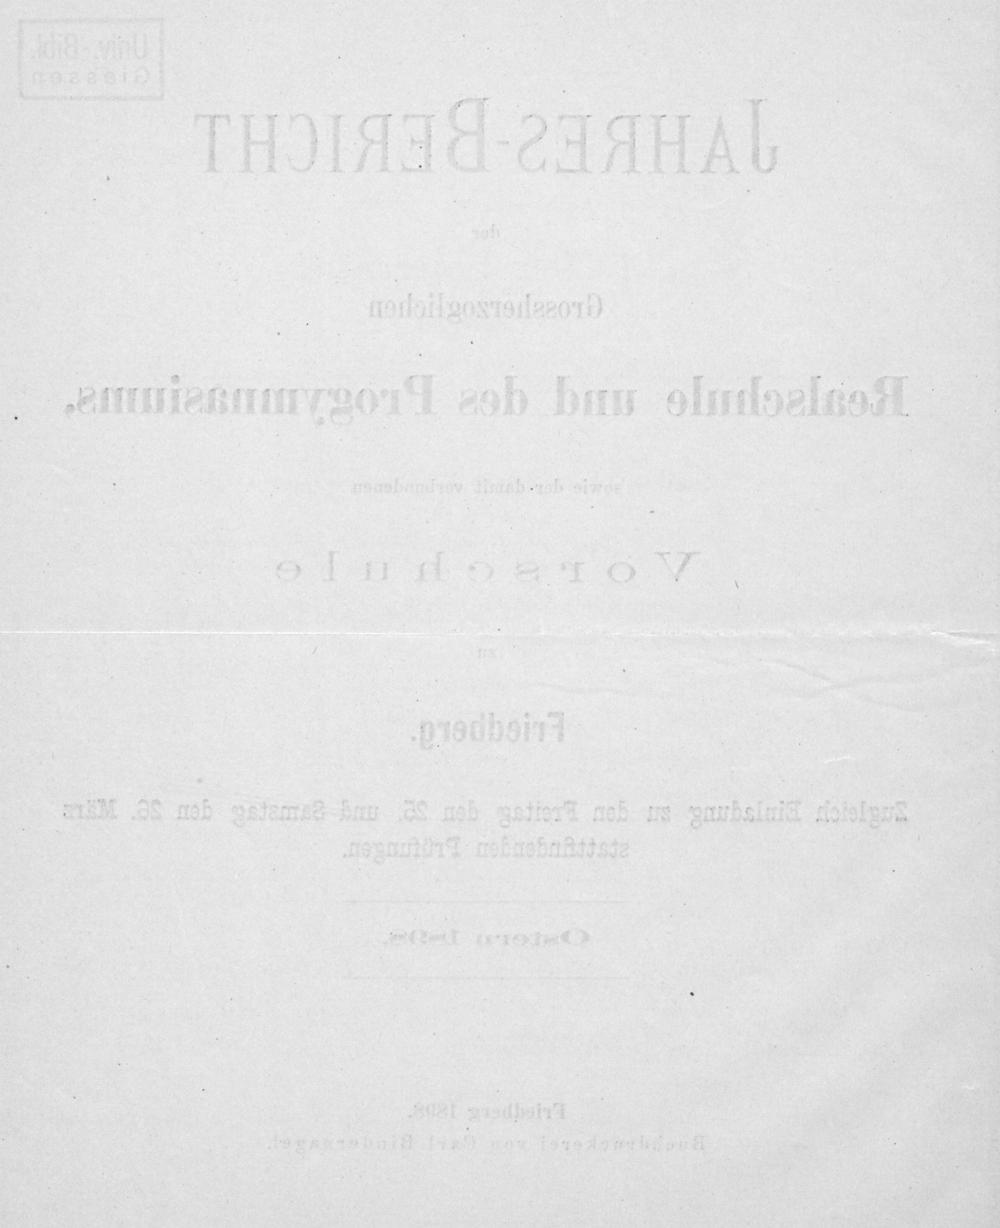 Univ.-Bibl.
Giessen
JAHRES-BERICHT
der
Grossherzoglichen
Realschule und des Progymnasiums,
sowie der damit verbundenen
Vorschule
zu
Friedberg.
Zugleich Einladung zu den Freitag den 25. und Samstag den 26. März
stattfindenden Prüfungen.
Ostern 1898.
Friedberg 1898.
Buchdruckerei von Carl Bindernagel.